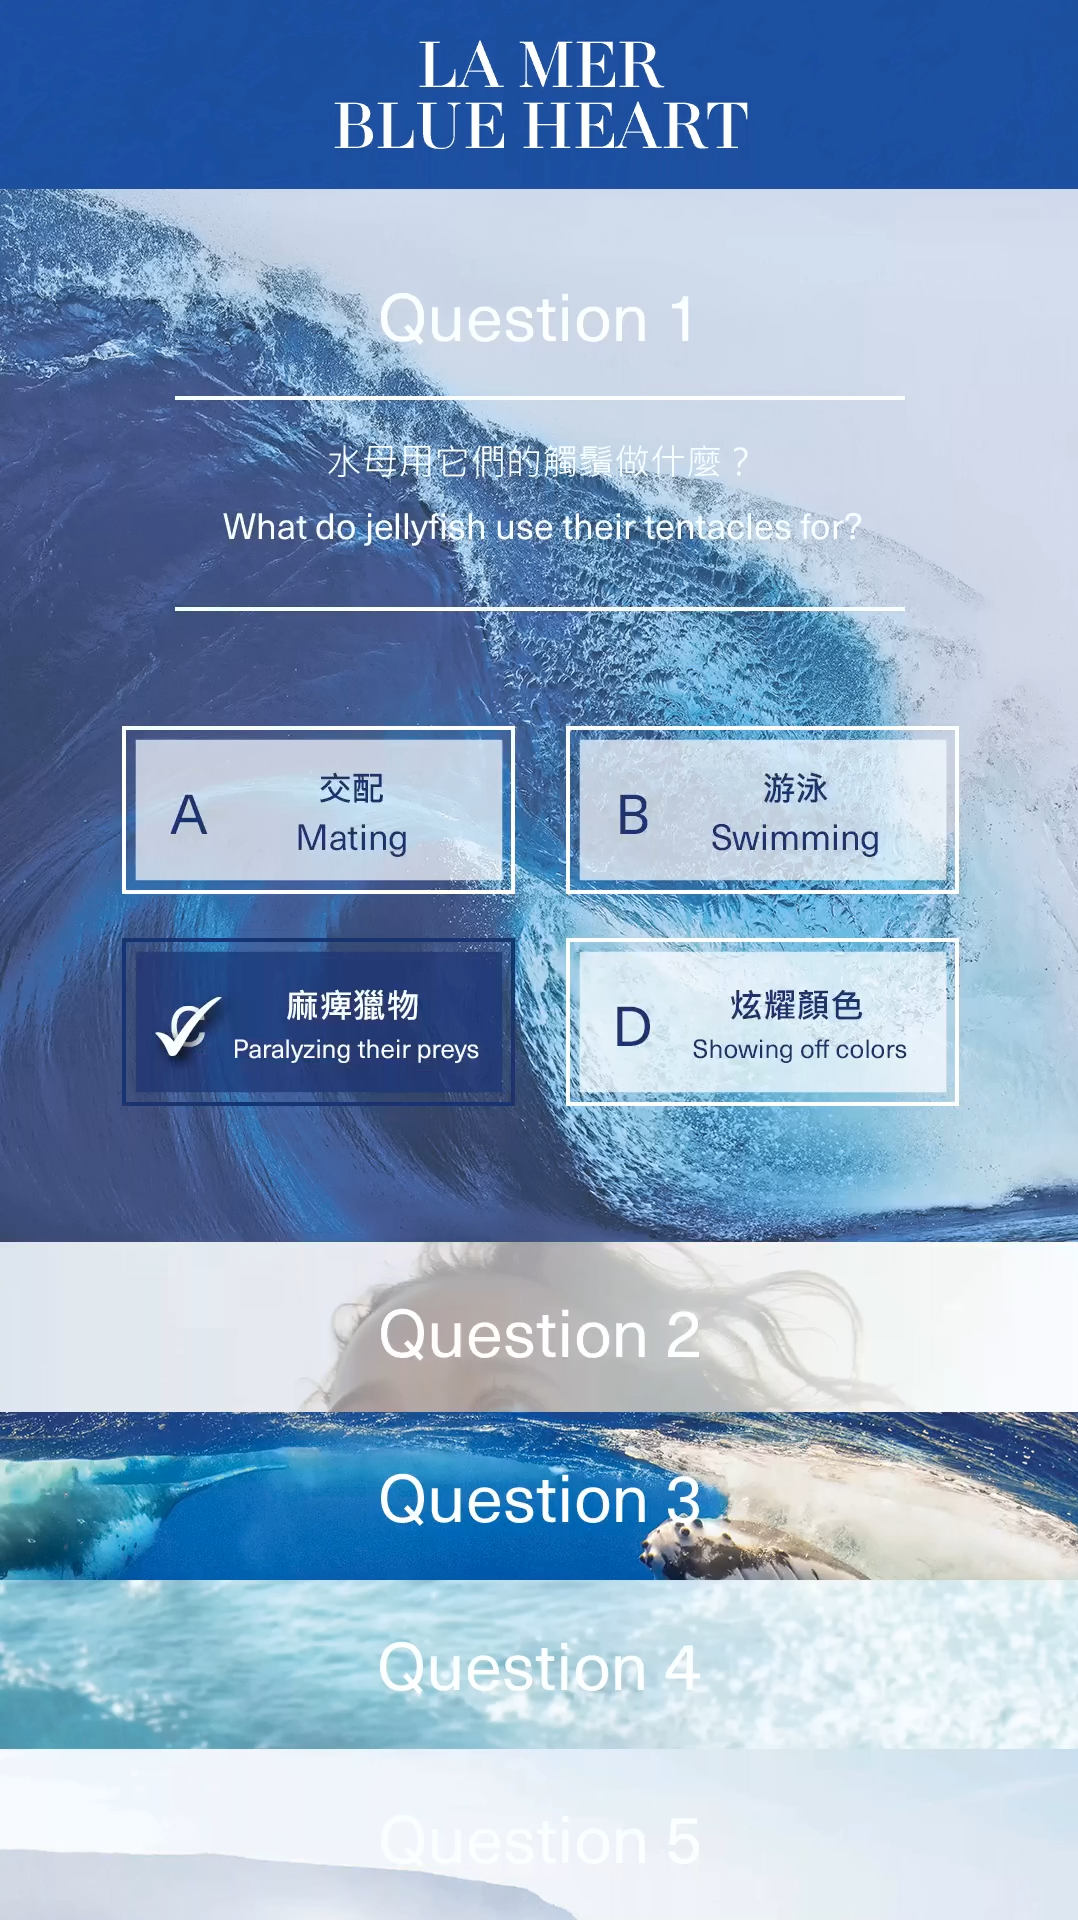 LA MER
BLUE HEART
Question 1
水母用它們的觸鬚做什麼？
What do jellyfish use their tentacles for?
A
交配
Mating
B
游泳
Swimming
C
麻痺獵物
Paralyzing their preys
D
炫耀顏色
Showing off colors
Question 2
Question 3
Question 4
Question 5